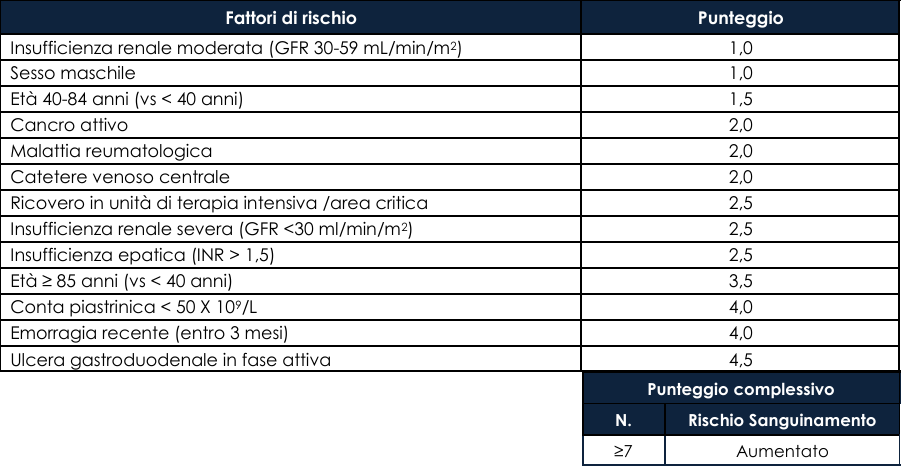 Fattori di rischio Punteggio
Insufficienza renale moderata (GFR 30-59 mL/min/m²) 1,0
Sesso maschile 1,0
Età 40-84 anni (vs < 40 anni) 1,5
Cancro attivo 2,0
Malattia reumatologica 2,0
Catetere venoso centrale 2,0
Ricovero in unità di terapia intensiva /area critica 2,5
Insufficienza renale severa (GFR <30 ml/min/m²) 2,5
Insufficienza epatica (INR > 1,5) 2,5
Età ≥ 85 anni (vs < 40 anni) 3,5
Conta piastrinica < 50 X 10⁹/L 4,0
Emorragia recente (entro 3 mesi) 4,0
Ulcera gastroduodenale in fase attiva 4,5
Punteggio complessivo
N. Rischio Sanguinamento
≥7 Aumentato